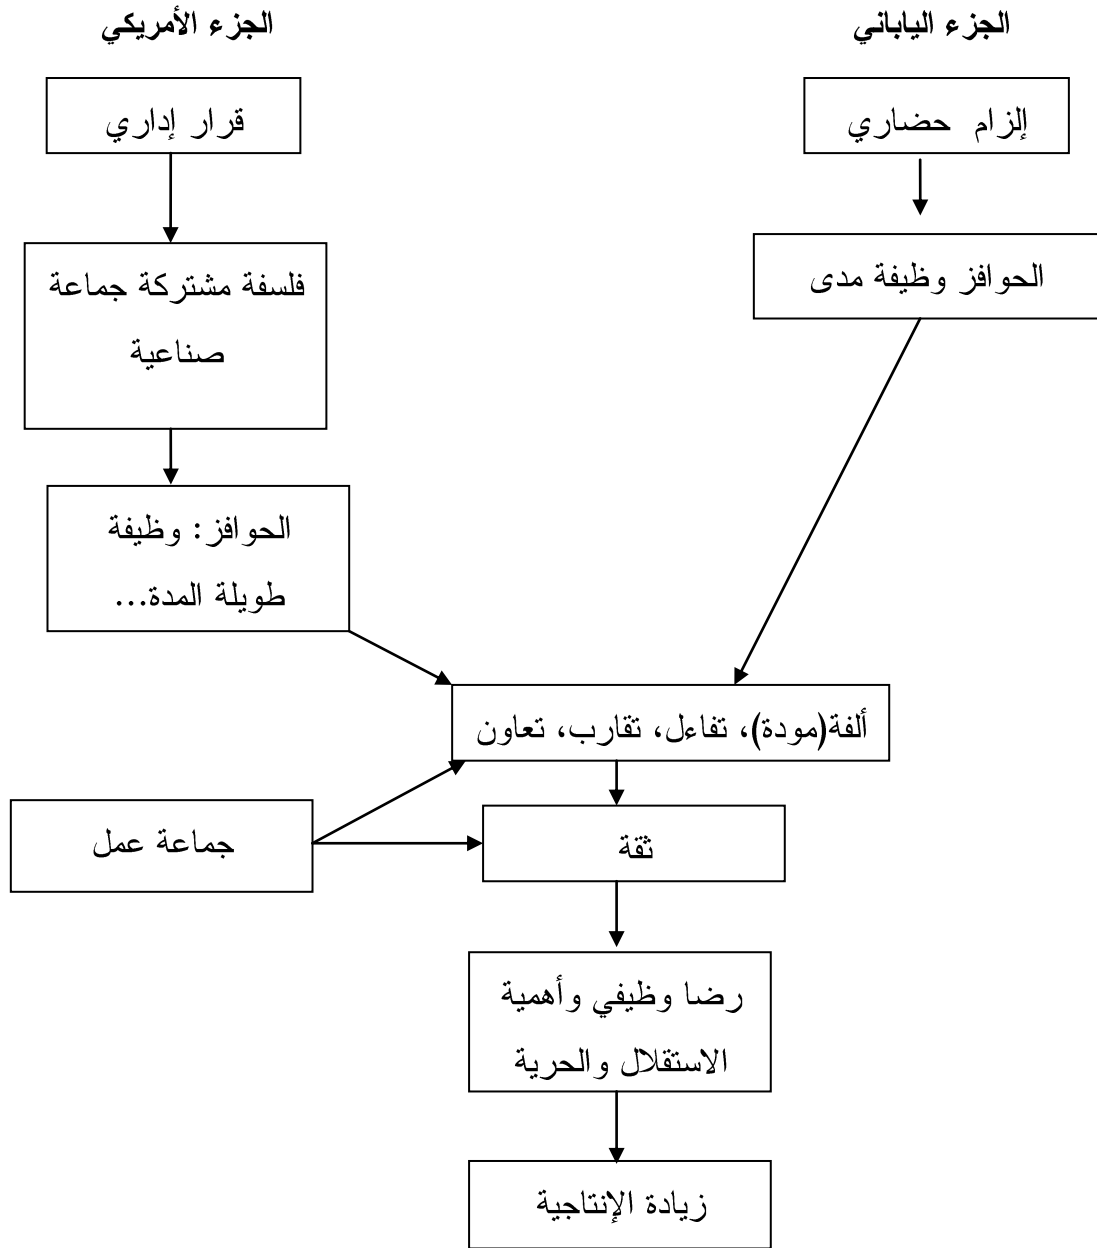 الجزء الياباني
الجزء الأمريكي
إلزام حضاري
قرار إداري
الحوافز وظيفة مدى
فلسفة مشتركة جماعة
صناعية
الحوافز: وظيفة
طويلة المدة...
ألفة(مودة)، تفاءل، تقارب، تعاون
جماعة عمل
ثقة
رضا وظيفي وأهمية
الاستقلال والحرية
زيادة الإنتاجية